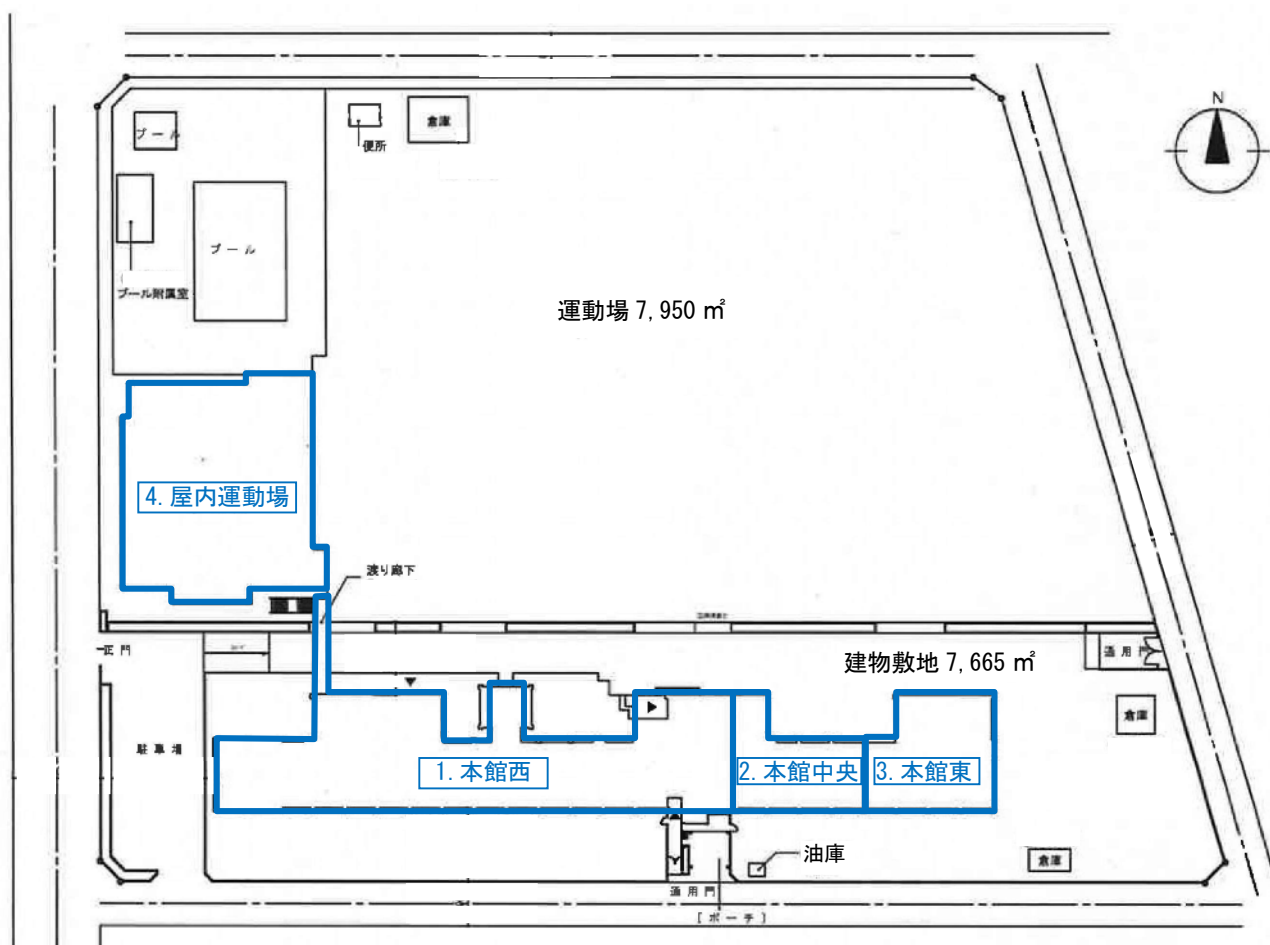 N
倉庫
プール
便所
プール
プール附属室
運動場 7,950 ㎡
4. 屋内運動場
渡り廊下
正門
通用門
建物敷地 7,665 ㎡
倉庫
駐車場
1. 本館西
2. 本館中央
3. 本館東
油庫
倉庫
通用門
[ポーチ]